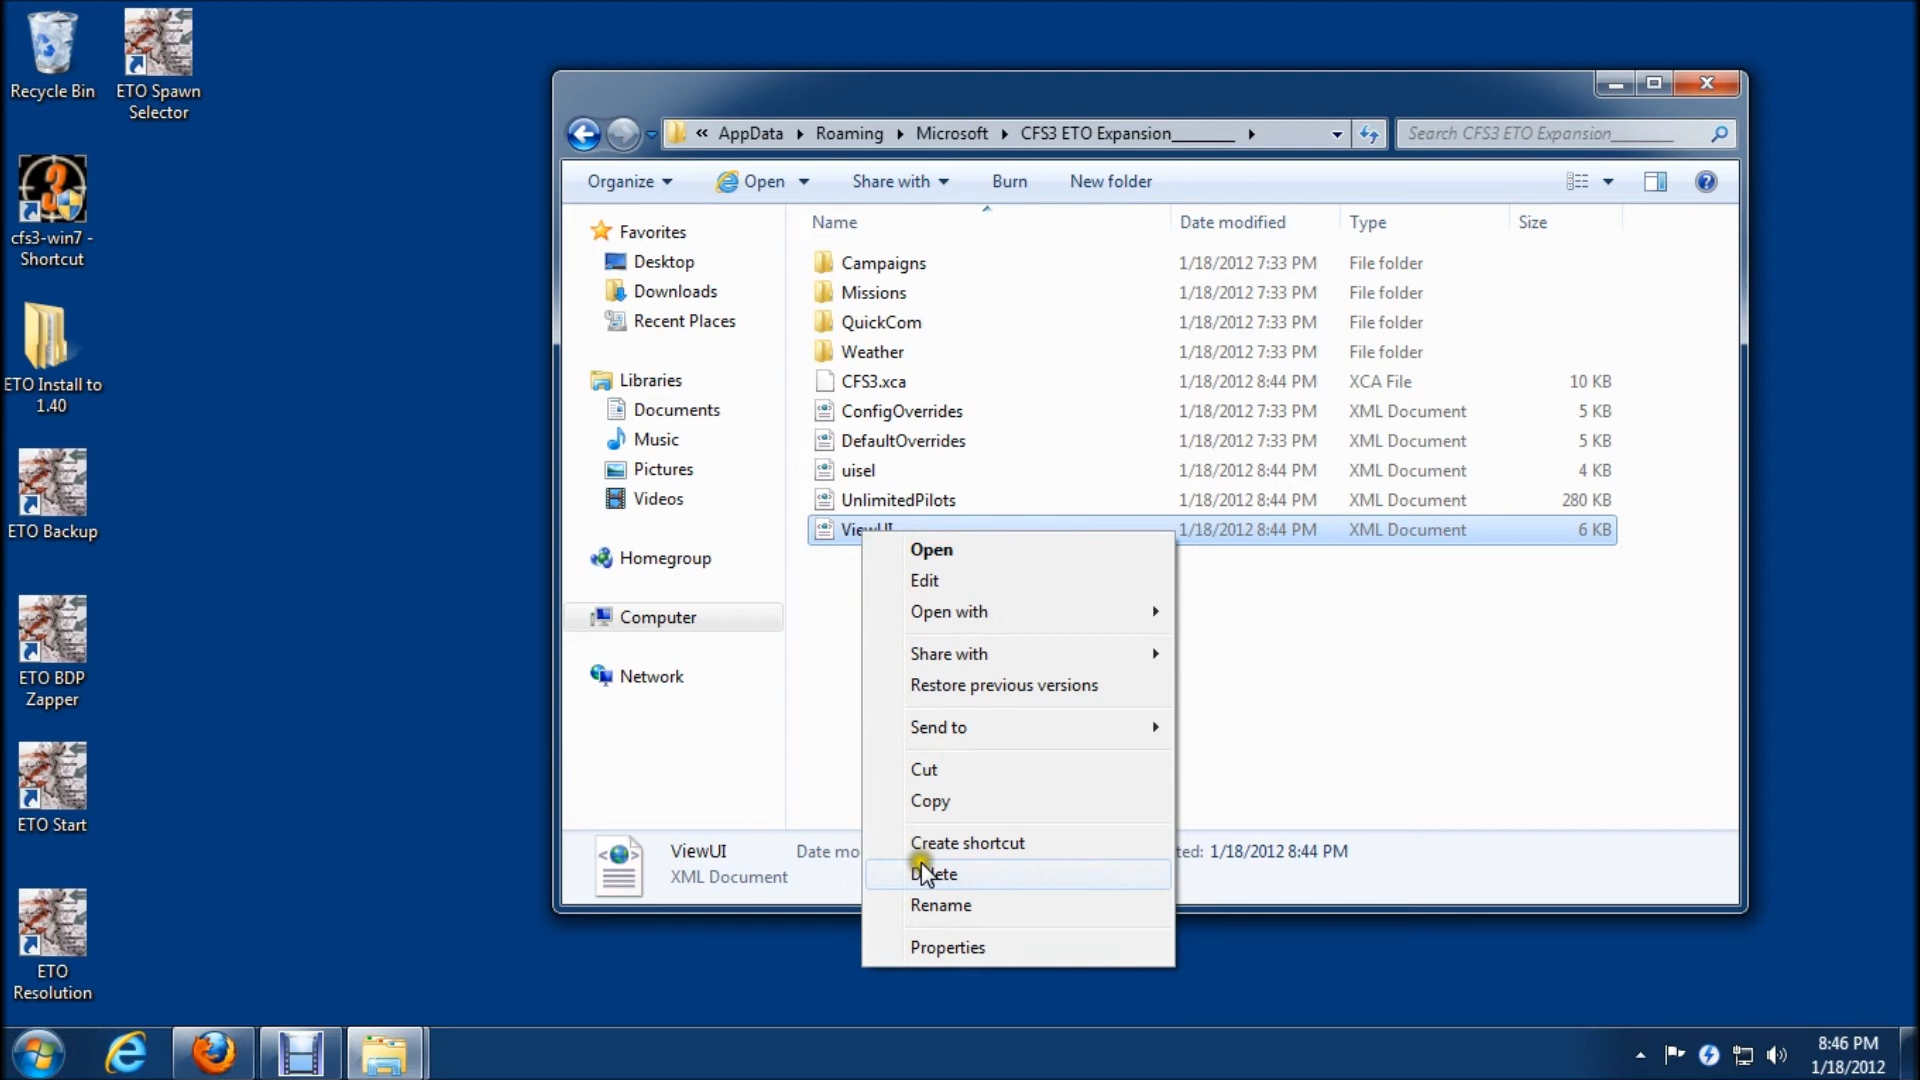 Recycle Bin
ETO Spawn
Selector
cfs3-win7 -
Shortcut
ETO Install to
1.40
ETO Backup
ETO BDP
Zapper
ETO Start
ETO
Resolution
« AppData Roaming Microsoft CFS3 ETO Expansion________
Search CFS3 ETO Expansion________
Organize Open Share with Burn New folder
Name Date modified Type Size
Favorites
Desktop
Downloads
Recent Places
Libraries
Documents
Music
Pictures
Videos
Homegroup
Computer
Network
Campaigns 1/18/2012 7:33 PM File folder
Missions 1/18/2012 7:33 PM File folder
QuickCom 1/18/2012 7:33 PM File folder
Weather 1/18/2012 7:33 PM File folder
CFS3.xca 1/18/2012 8:44 PM XCA File 10 KB
ConfigOverrides 1/18/2012 7:33 PM XML Document 5 KB
DefaultOverrides 1/18/2012 7:33 PM XML Document 5 KB
uisel 1/18/2012 8:44 PM XML Document 4 KB
UnlimitedPilots 1/18/2012 8:44 PM XML Document 280 KB
ViewUI 1/18/2012 8:44 PM XML Document 6 KB
Open
Edit
Open with
Share with
Restore previous versions
Send to
Cut
Copy
Create shortcut
Delete
Rename
Properties
ViewUI Date mo ted: 1/18/2012 8:44 PM
XML Document
8:46 PM
1/18/2012